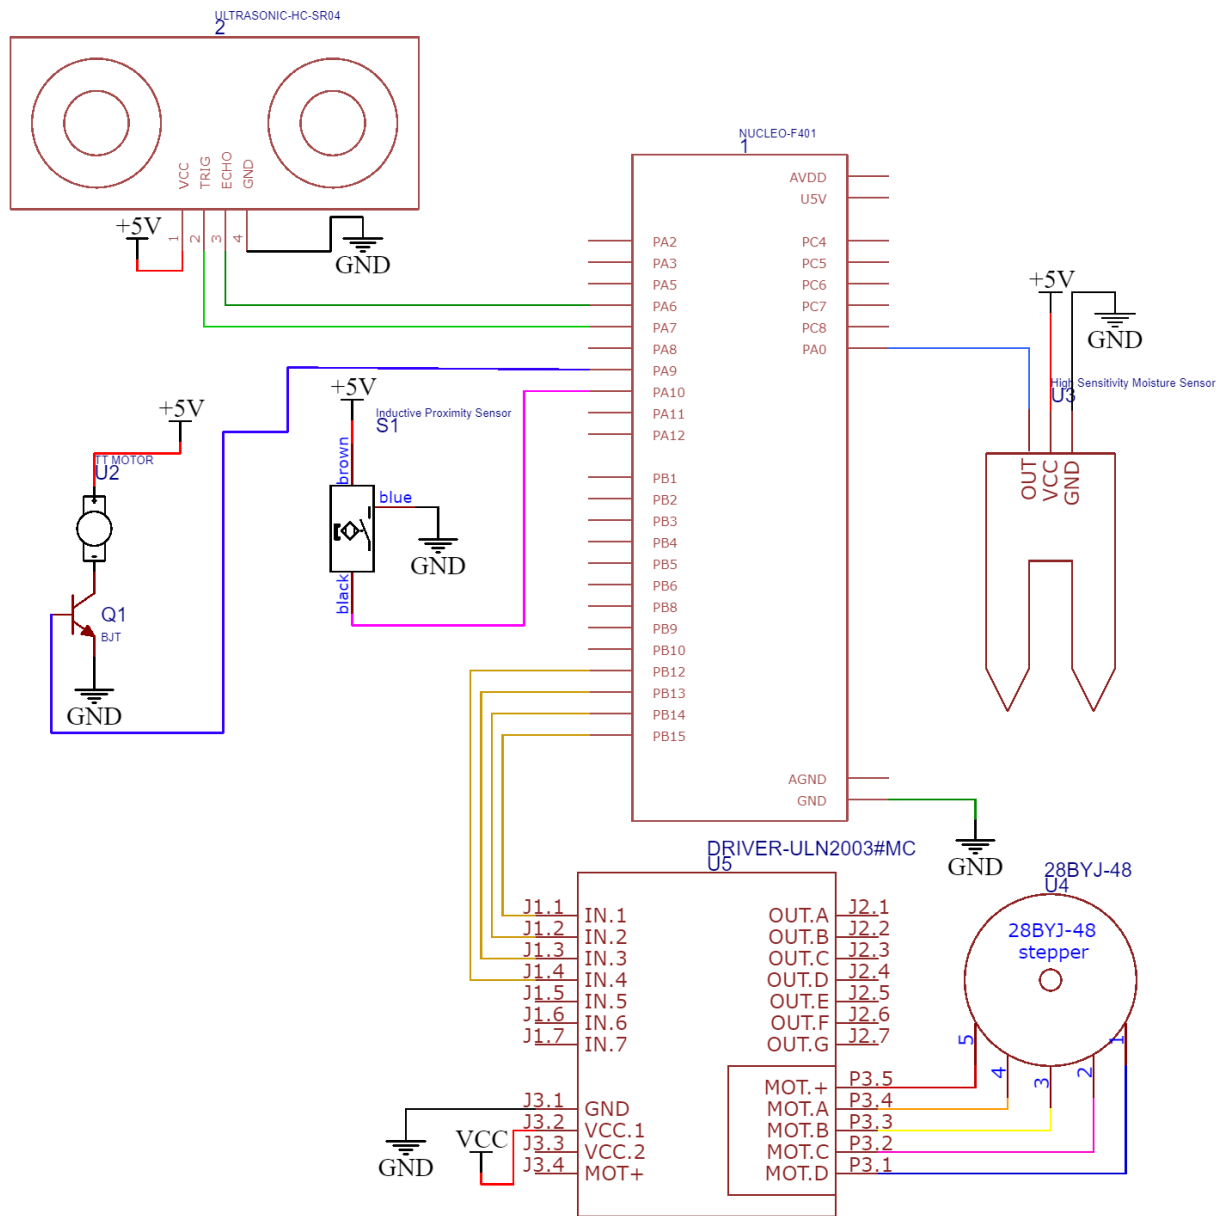 ULTRASONIC-HC-SR04
2
VCC
TRIG
ECHO
GND
1
2
3
4
+5V
GND
NUCLEO-F401
1
AVDD
U5V
PA2
PA3
PA5
PA6
PA7
PA8
PA9
PA10
PA11
PA12
PB1
PB2
PB3
PB4
PB5
PB6
PB8
PB9
PB10
PB12
PB13
PB14
PB15
PC4
PC5
PC6
PC7
PC8
PA0
AGND
GND
GND
+5V
GND
High Sensitivity Moisture Sensor
U3
OUT
VCC
GND
+5V
Inductive Proximity Sensor
S1
brown
blue
black
GND
+5V
TT MOTOR
U2
+
-
Q1
BJT
GND
DRIVER-ULN2003#MC
U5
J1.1
J1.2
J1.3
J1.4
J1.5
J1.6
J1.7
IN.1
IN.2
IN.3
IN.4
IN.5
IN.6
IN.7
OUT.A
OUT.B
OUT.C
OUT.D
OUT.E
OUT.F
OUT.G
J2.1
J2.2
J2.3
J2.4
J2.5
J2.6
J2.7
J3.1
J3.2
J3.3
J3.4
GND
VCC.1
VCC.2
MOT+
GND
VCC
MOT.+
MOT.A
MOT.B
MOT.C
MOT.D
P3.5
P3.4
P3.3
P3.2
P3.1
28BYJ-48
U4
28BYJ-48
stepper
5
4
3
2
1